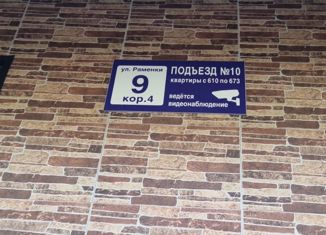 ул. Раменки
9
кор.4
ПОДЪЕЗД №10
квартиры с 610 по 673
ведётся
видеонаблюдение